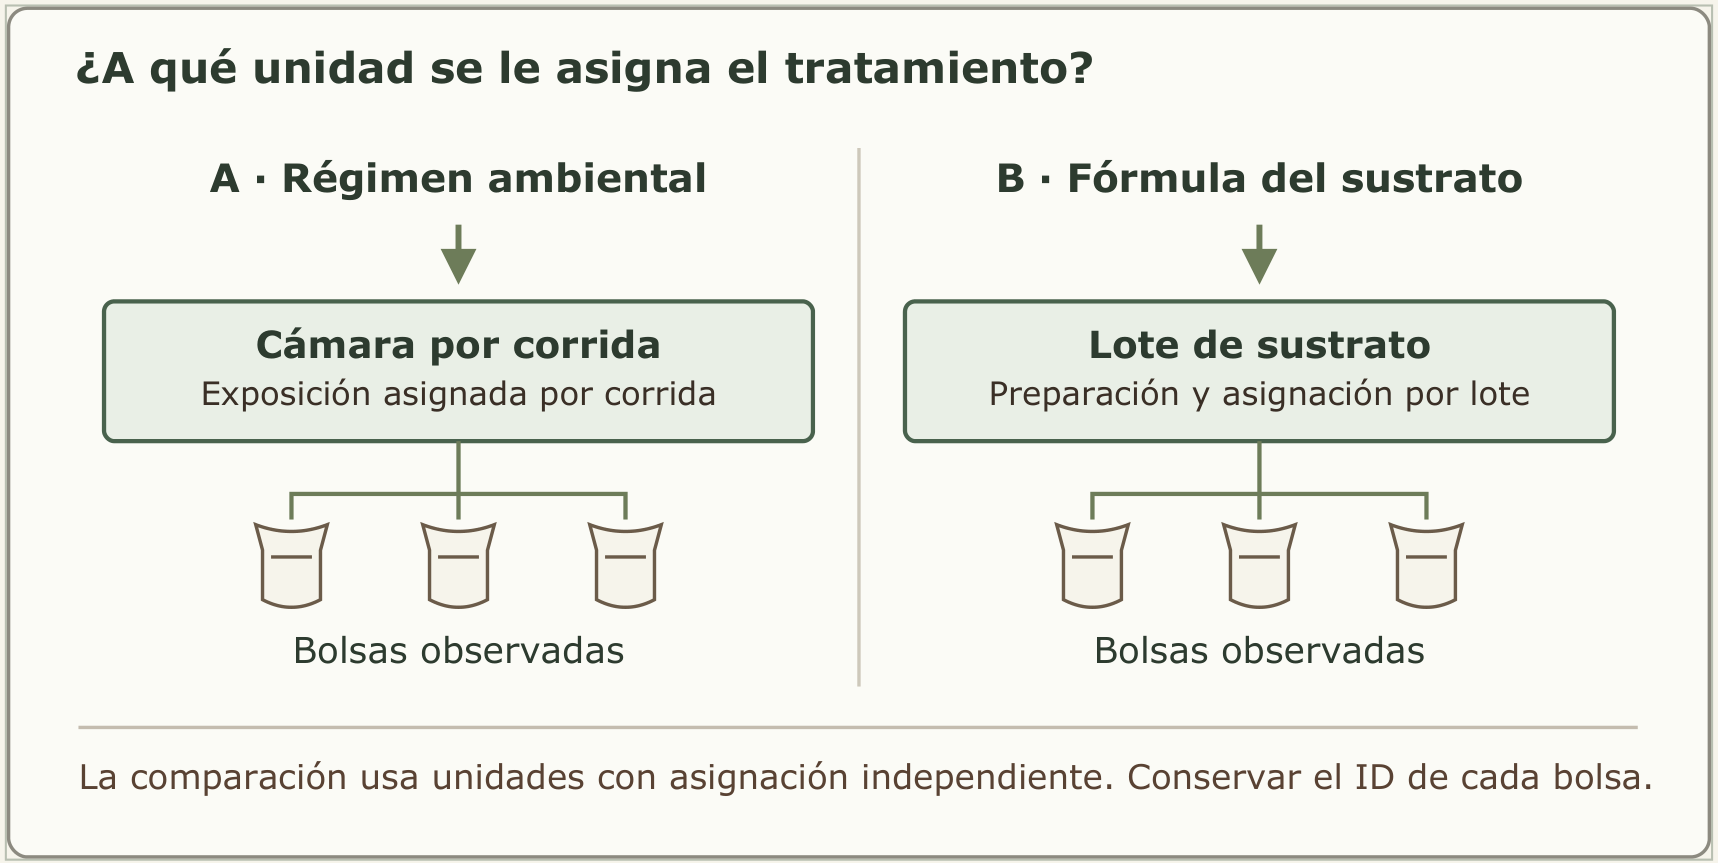 ¿A qué unidad se le asigna el tratamiento?
A · Régimen ambiental
Cámara por corrida
Exposición asignada por corrida
Bolsas observadas
B · Fórmula del sustrato
Lote de sustrato
Preparación y asignación por lote
Bolsas observadas
La comparación usa unidades con asignación independiente. Conservar el ID de cada bolsa.